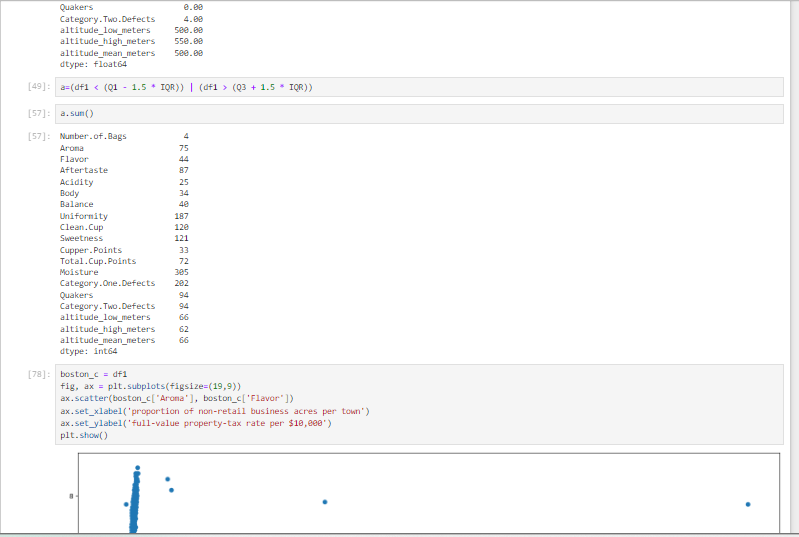 Quakers 0.00
Category.Two.Defects 4.00
altitude_low_meters 500.00
altitude_high_meters 550.00
altitude_mean_meters 500.00
dtype: float64
[49]: a=(df1 < (Q1 - 1.5 * IQR)) | (df1 > (Q3 + 1.5 * IQR))
[57]: a.sum()
[57]: Number.of.Bags 4
Aroma 75
Flavor 44
Aftertaste 87
Acidity 25
Body 34
Balance 40
Uniformity 187
Clean.Cup 120
Sweetness 121
Cupper.Points 33
Total.Cup.Points 72
Moisture 305
Category.One.Defects 202
Quakers 94
Category.Two.Defects 94
altitude_low_meters 66
altitude_high_meters 62
altitude_mean_meters 66
dtype: int64
[78]: boston_c = df1
fig, ax = plt.subplots(figsize=(19,9))
ax.scatter(boston_c['Aroma'], boston_c['Flavor'])
ax.set_xlabel('proportion of non-retail business acres per town')
ax.set_ylabel('full-value property-tax rate per $10,000')
plt.show()
8